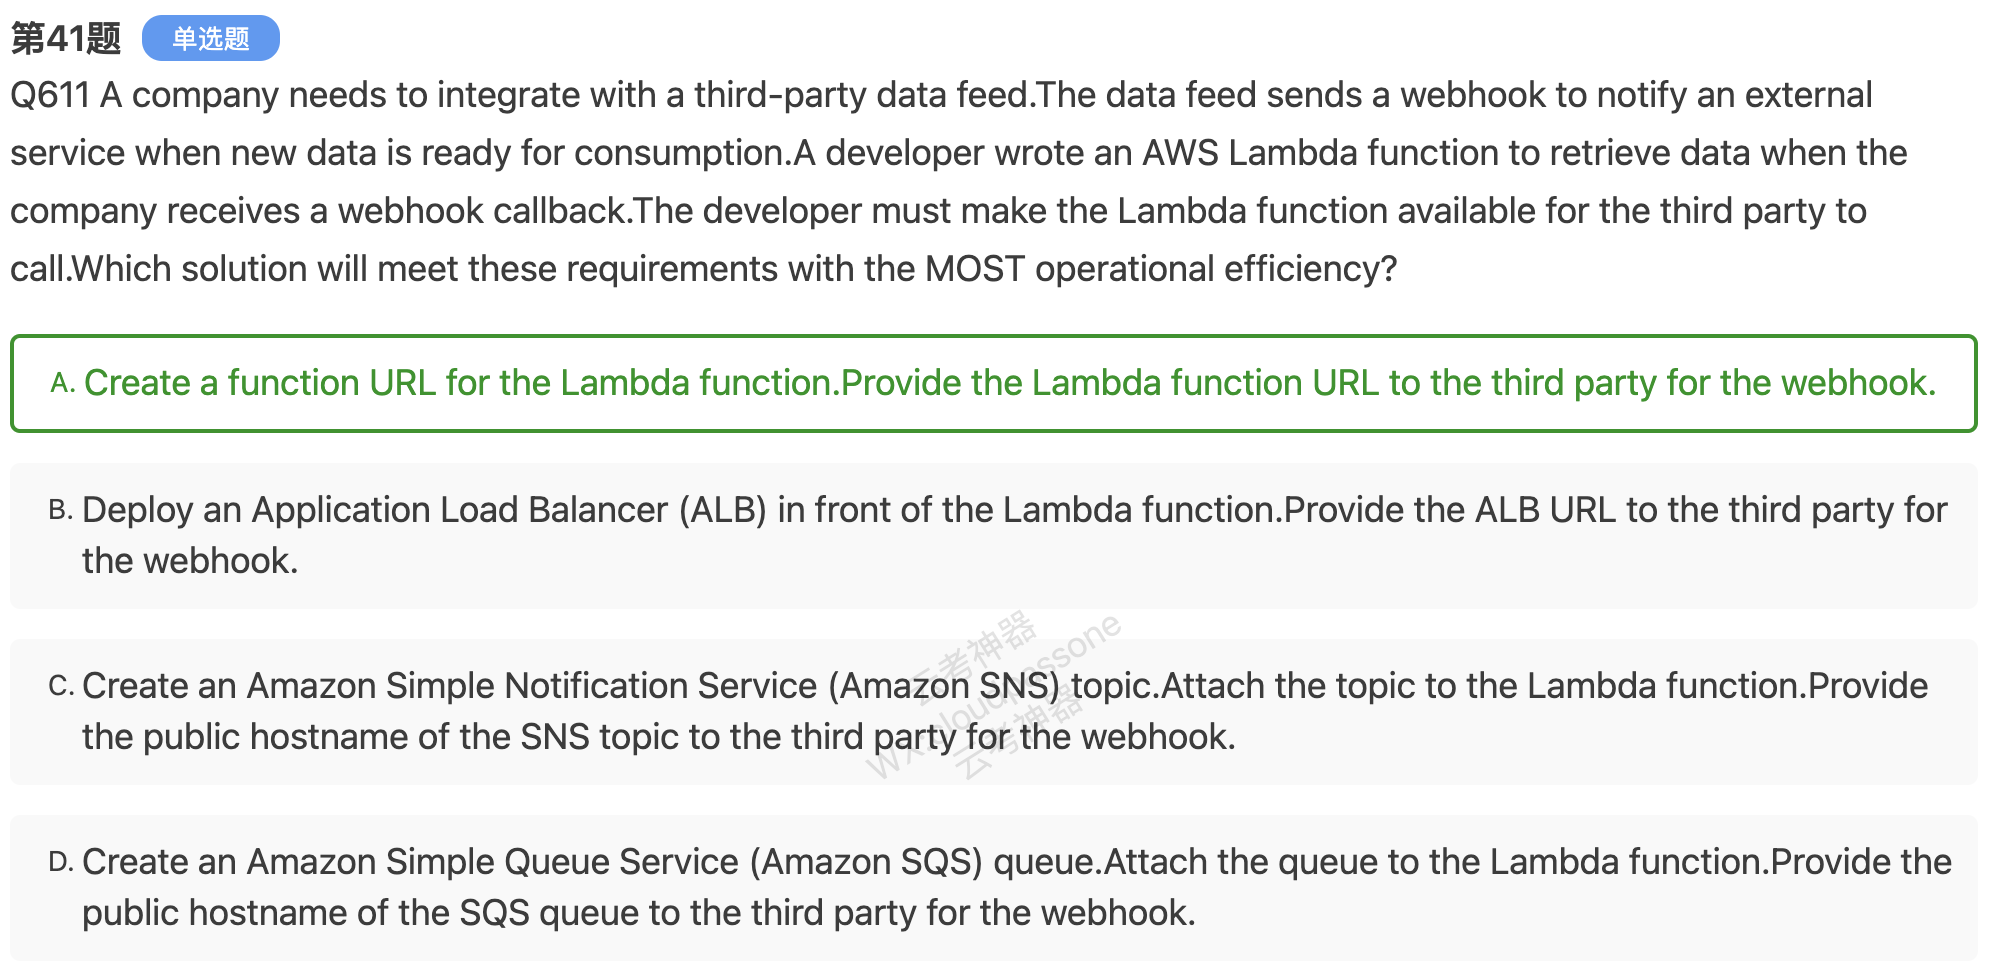 第41题 单选题
Q611 A company needs to integrate with a third-party data feed.The data feed sends a webhook to notify an external
service when new data is ready for consumption.A developer wrote an AWS Lambda function to retrieve data when the
company receives a webhook callback.The developer must make the Lambda function available for the third party to
call.Which solution will meet these requirements with the MOST operational efficiency?
A. Create a function URL for the Lambda function.Provide the Lambda function URL to the third party for the webhook.
B. Deploy an Application Load Balancer (ALB) in front of the Lambda function.Provide the ALB URL to the third party for
the webhook.
云考神器
wx:cloudpassone
云考神器
C. Create an Amazon Simple Notification Service (Amazon SNS) topic.Attach the topic to the Lambda function.Provide
the public hostname of the SNS topic to the third party for the webhook.
D. Create an Amazon Simple Queue Service (Amazon SQS) queue.Attach the queue to the Lambda function.Provide the
public hostname of the SQS queue to the third party for the webhook.